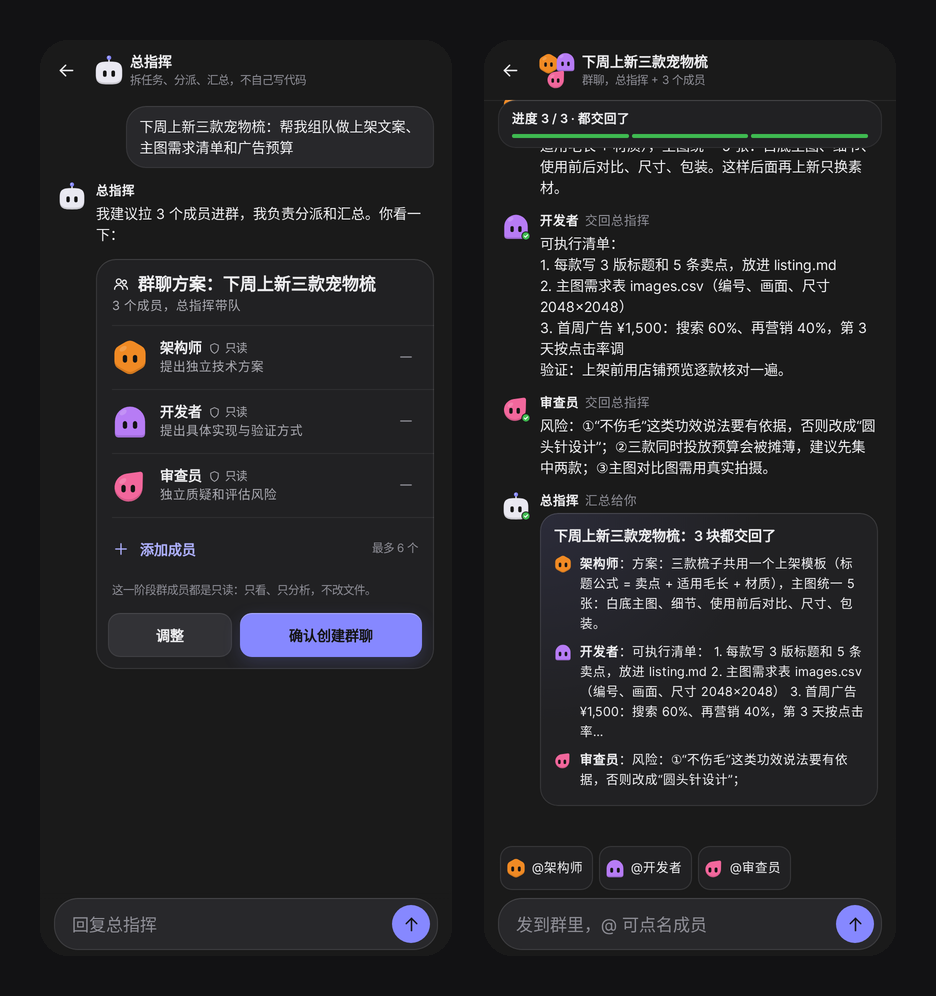 总指挥
拆任务、分派、汇总，不自己写代码
下周上新三款宠物梳：帮我组队做上架文案、
主图需求清单和广告预算
总指挥
我建议拉 3 个成员进群，我负责分派和汇总。你看一
下：
群聊方案：下周上新三款宠物梳
3 个成员，总指挥带队
架构师 只读
提出独立技术方案
开发者 只读
提出具体实现与验证方式
审查员 只读
独立质疑和评估风险
添加成员 最多 6 个
这一阶段群成员都是只读：只看、只分析，不改文件。
调整 确认创建群聊
回复总指挥
下周上新三款宠物梳
群聊，总指挥 + 3 个成员
进度 3 / 3 · 都交回了
使用前后对比、尺寸、包装。这样后面再上新只换素
材。
开发者 交回总指挥
可执行清单：
1. 每款写 3 版标题和 5 条卖点，放进 listing.md
2. 主图需求表 images.csv（编号、画面、尺寸
2048×2048）
3. 首周广告 ¥1,500：搜索 60%、再营销 40%，第 3
天按点击率调
验证：上架前用店铺预览逐款核对一遍。
审查员 交回总指挥
风险：①“不伤毛”这类功效说法要有依据，否则改成“圆
头针设计”；②三款同时投放预算会被摊薄，建议先集
中两款；③主图对比图需用真实拍摄。
总指挥 汇总给你
下周上新三款宠物梳：3 块都交回了
架构师：方案：三款梳子共用一个上架模板（标
题公式 = 卖点 + 适用毛长 + 材质），主图统一 5
张：白底主图、细节、使用前后对比、尺寸、包
装。
开发者：可执行清单： 1. 每款写 3 版标题和 5 条
卖点，放进 listing.md 2. 主图需求表 images.csv
（编号、画面、尺寸 2048×2048） 3. 首周广告
¥1,500：搜索 60%、再营销 40%，第 3 天按点击
率…
审查员：风险：①“不伤毛”这类功效说法要有依
据，否则改成“圆头针设计”；
@架构师 @开发者 @审查员
发到群里，@ 可点名成员